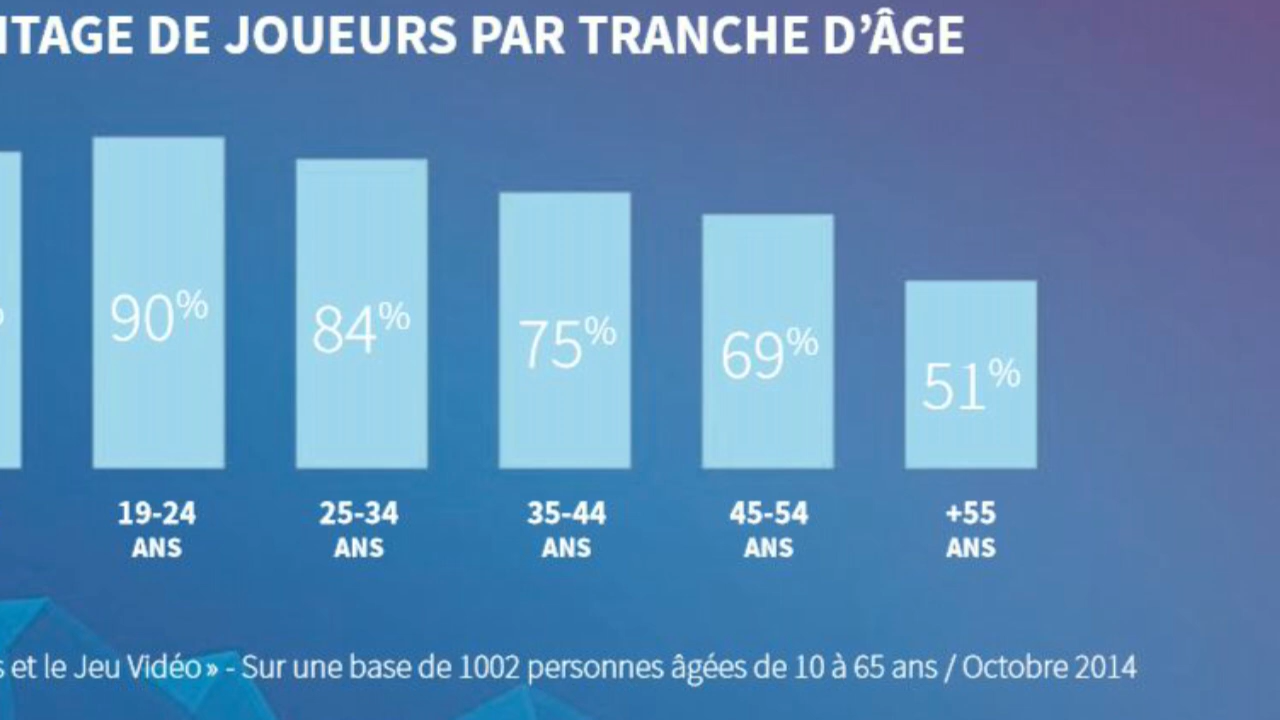 DE JOUEURS PAR TRANCHE D’ÂGE
90%
84%
75%
69%
51%
19-24 ANS
25-34 ANS
35-44 ANS
45-54 ANS
+55 ANS
et le Jeu Vidéo » - Sur une base de 1002 personnes âgées de 10 à 65 ans / Octobre 2014